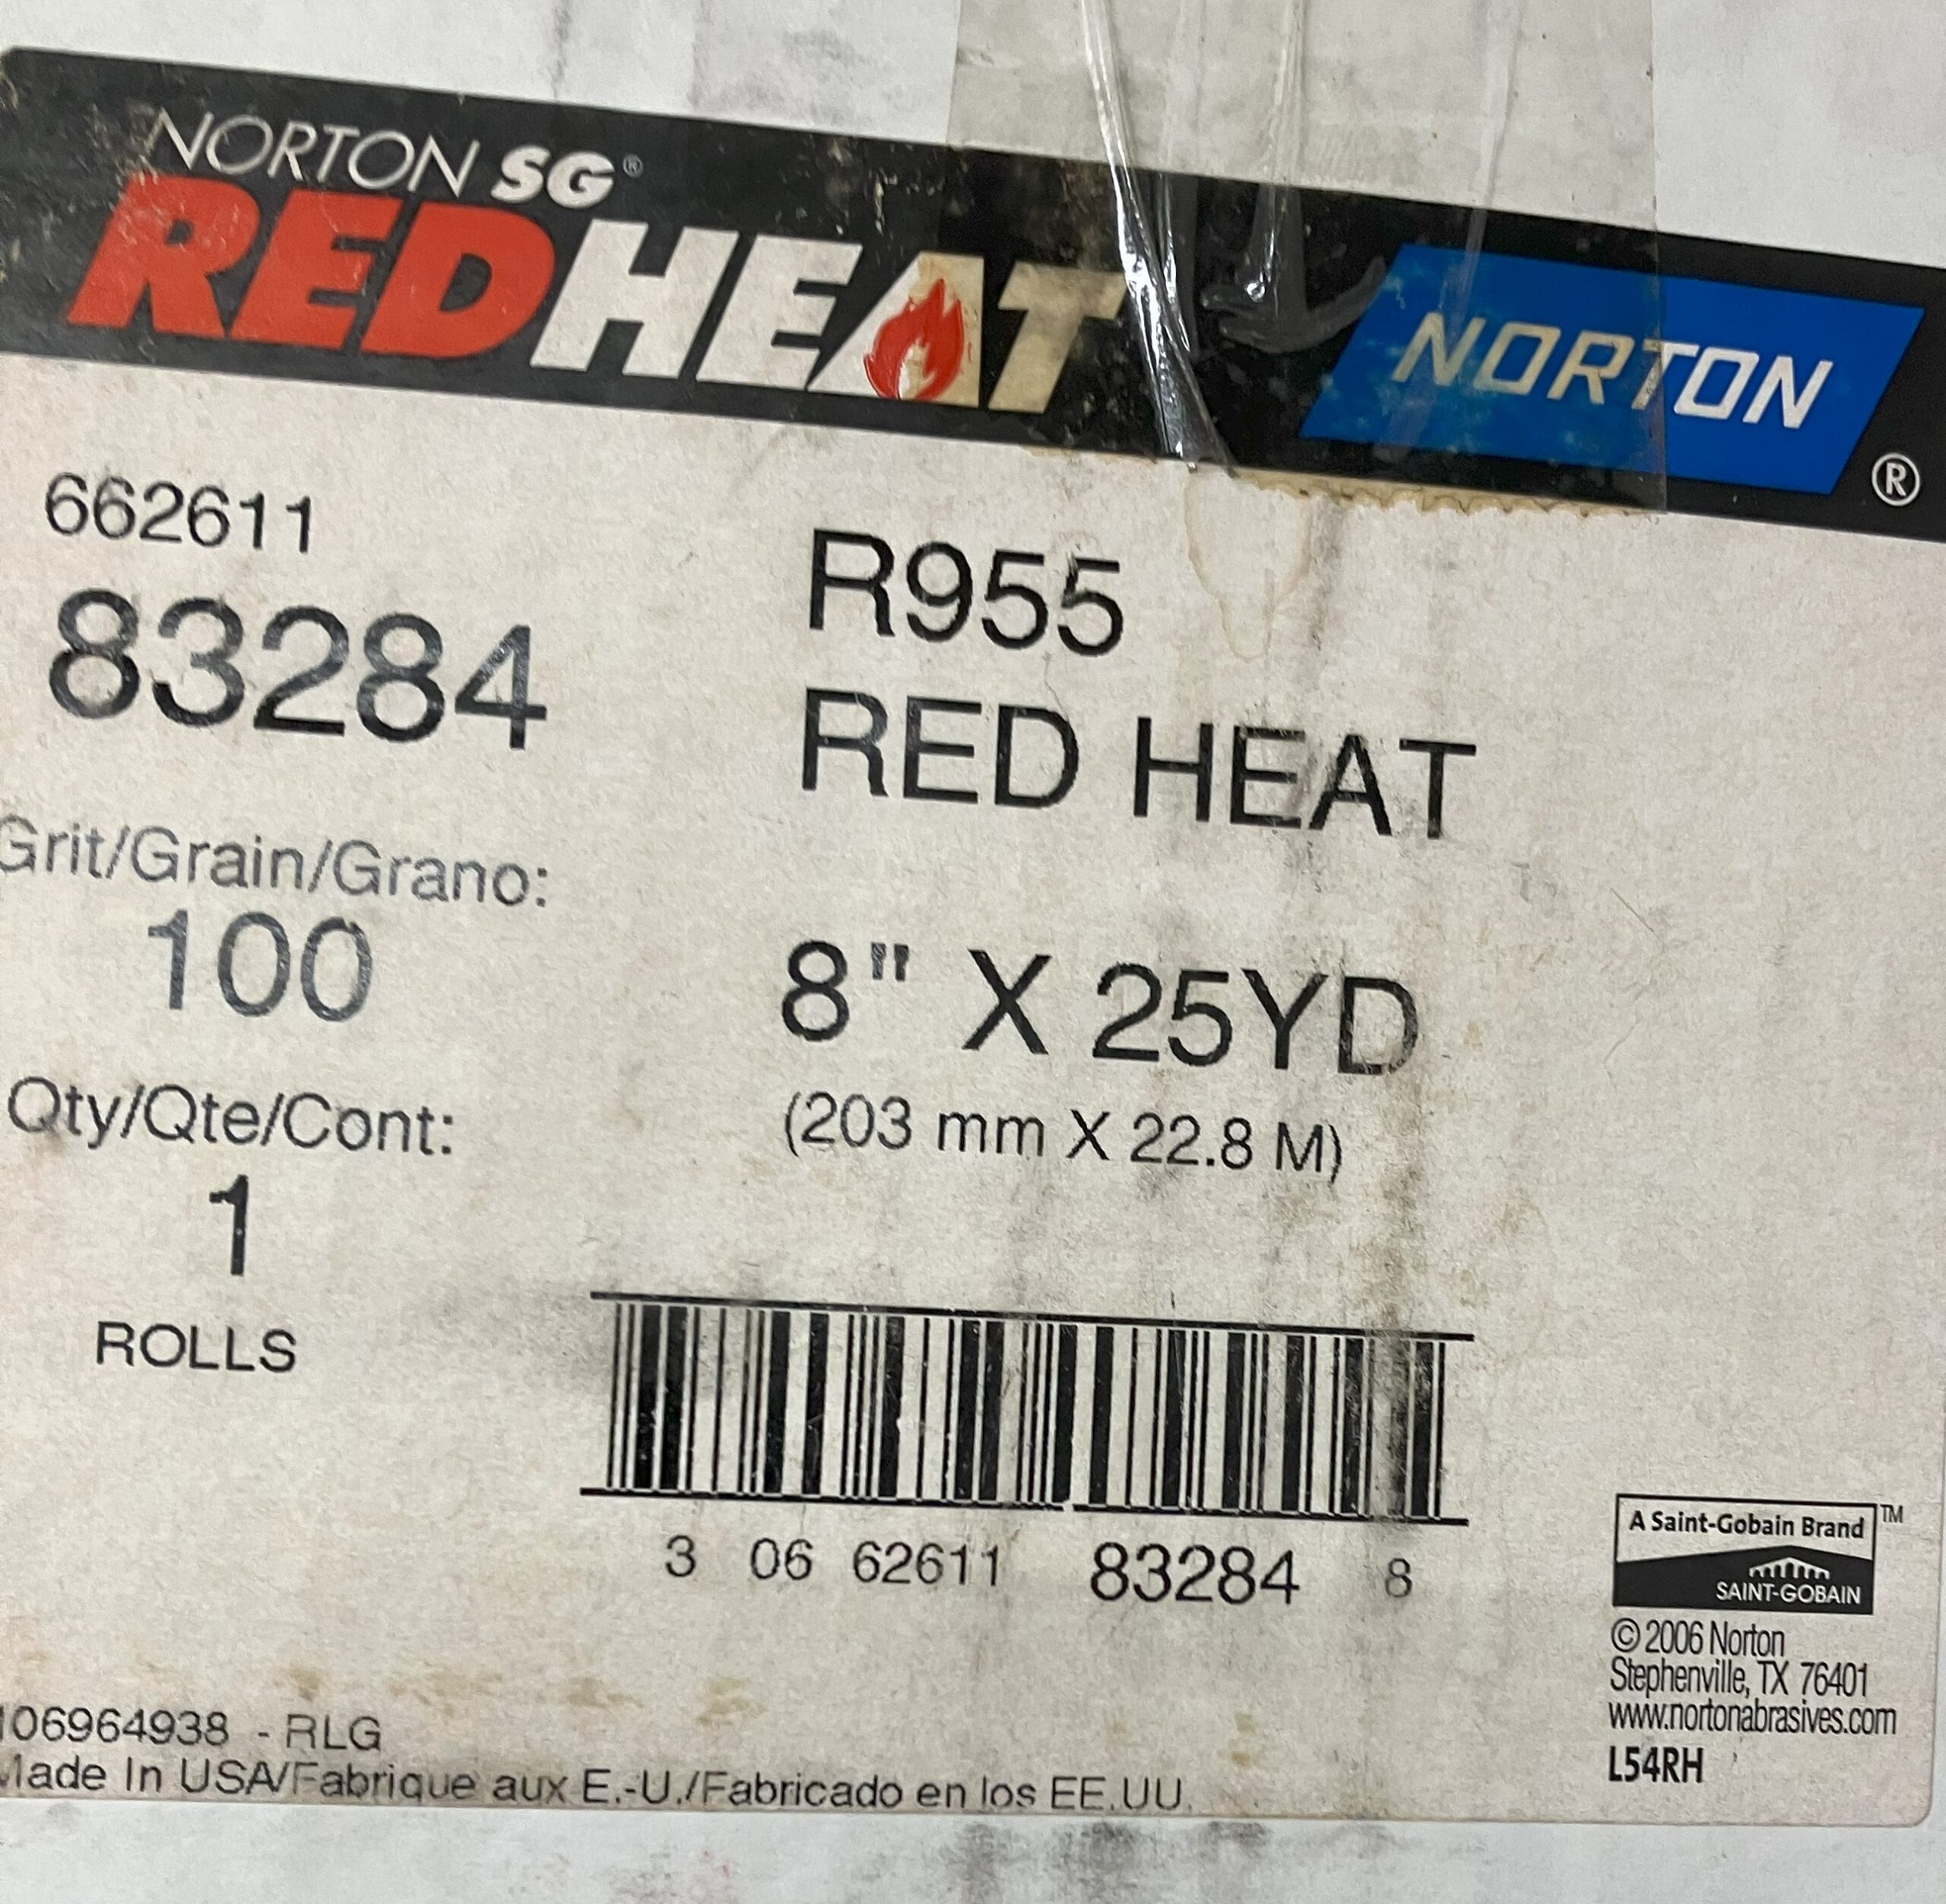 NORTON SG®
REDHEAT
NORTON®
662611
83284
Grit/Grain/Grano:
100
Qty/Qte/Cont:
1
ROLLS
R955
RED HEAT
8" X 25YD
(203 mm X 22.8 M)
3 06 62611 83284 8
106964938 - RLG
Made In USA/Fabrique aux E.-U./Fabricado en los EE.UU.
A Saint-Gobain Brand™
SAINT-GOBAIN
© 2006 Norton
Stephenville, TX 76401
www.nortonabrasives.com
L54RH